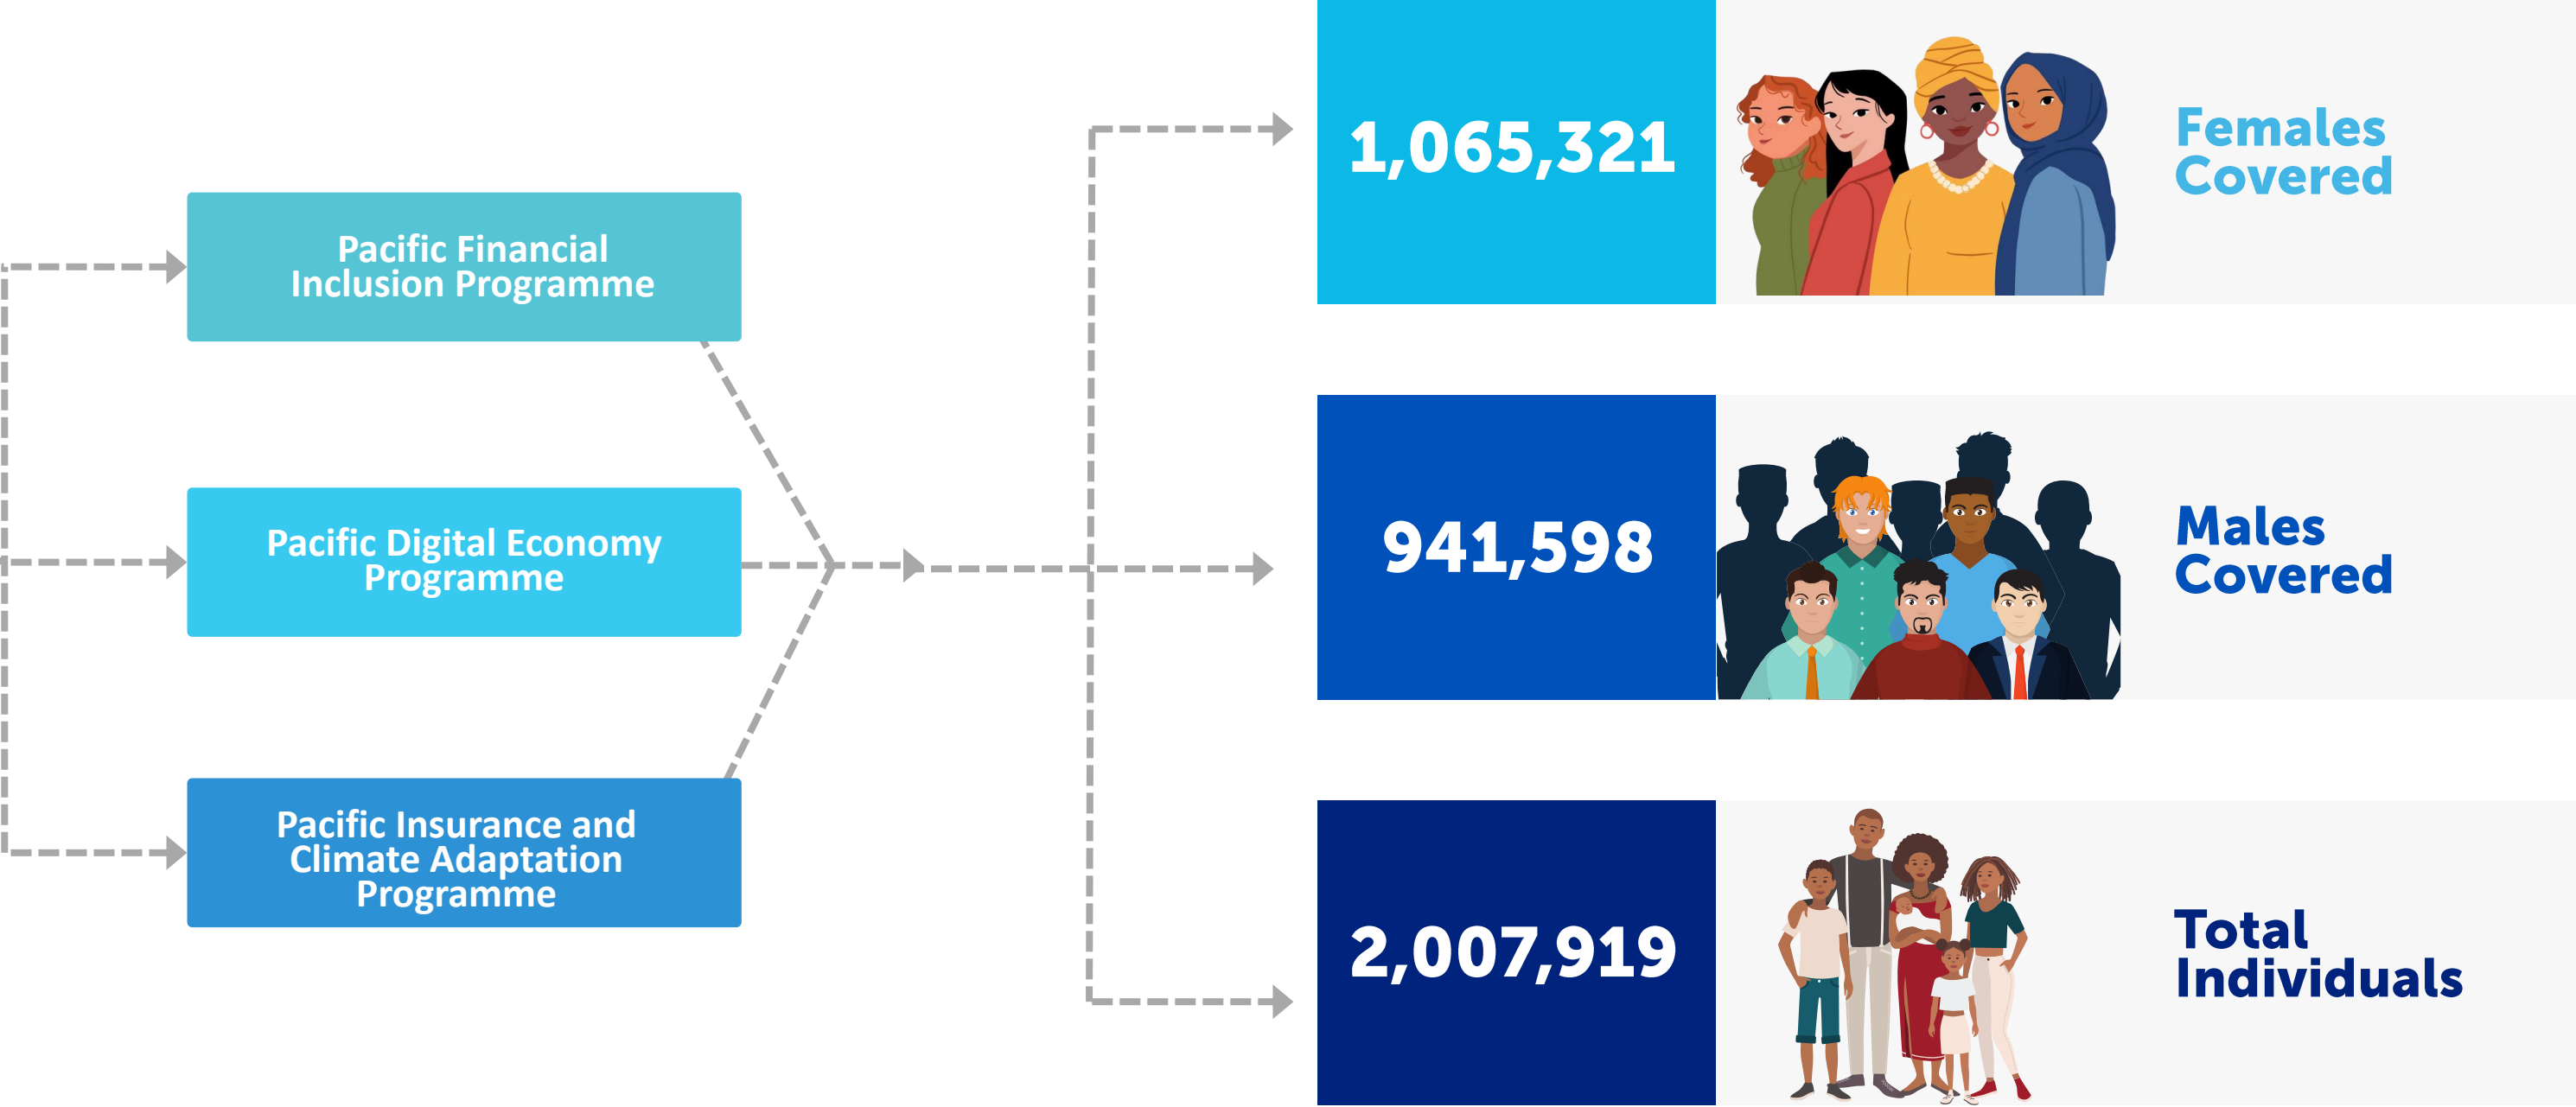 Pacific Financial
Inclusion Programme
Pacific Digital Economy
Programme
Pacific Insurance and
Climate Adaptation
Programme
1,065,321
Females
Covered
941,598
Males
Covered
2,007,919
Total
Individuals